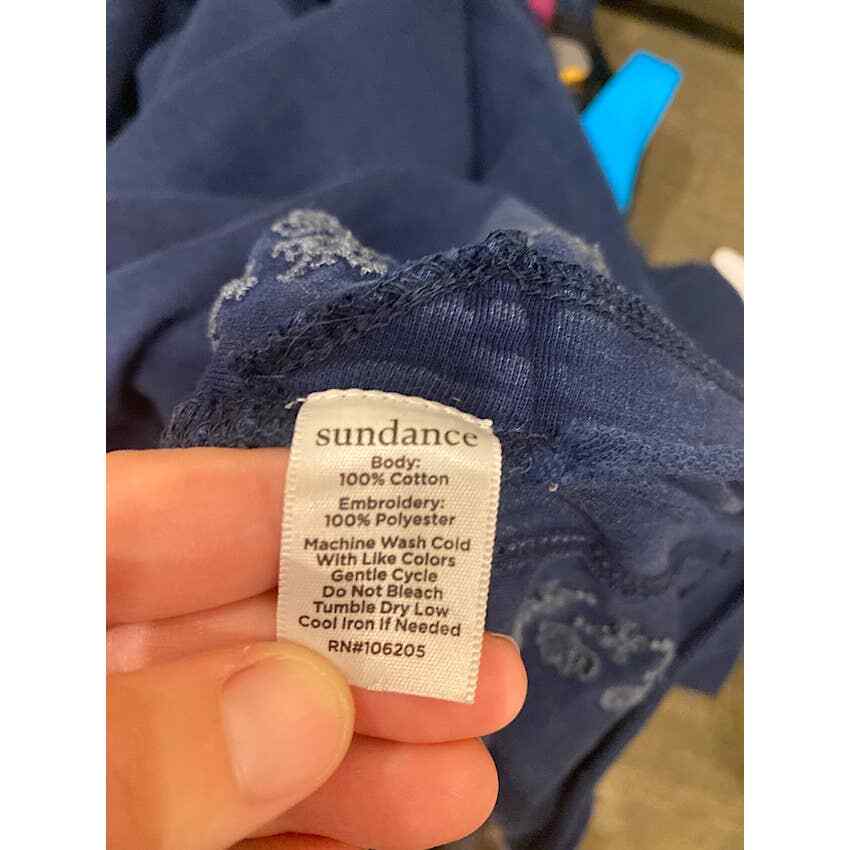 sundance
Body:
100% Cotton
Embroidery:
100% Polyester
Machine Wash Cold
With Like Colors
Gentle Cycle
Do Not Bleach
Tumble Dry Low
Cool Iron If Needed
RN#106205